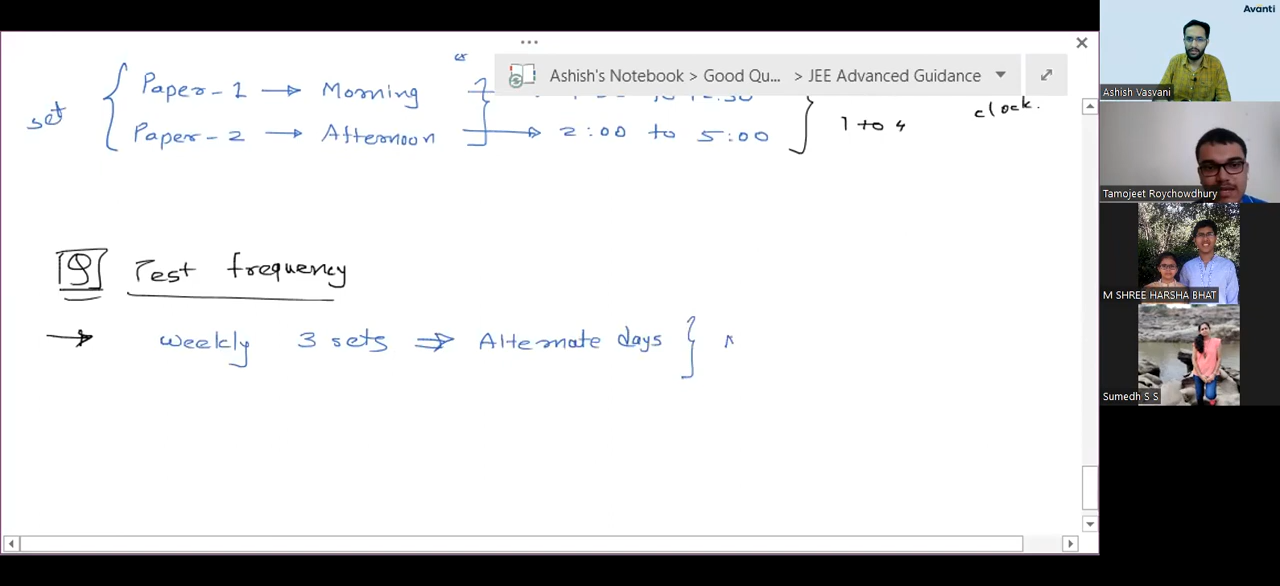 Avanti
Ashish's Notebook > Good Qu... > JEE Advanced Guidance
Ashish Vasvani
or
set { Paper-1 → Morning
clock.
Paper-2 → Afternoon → 2:00 to 5:00 } 1 to 4
Tamojeet Roychowdhury
Test frequency
M SHREE HARSHA BHAT
→ weekly 3 sets ⇒ Alternate days }
Sumedh S S